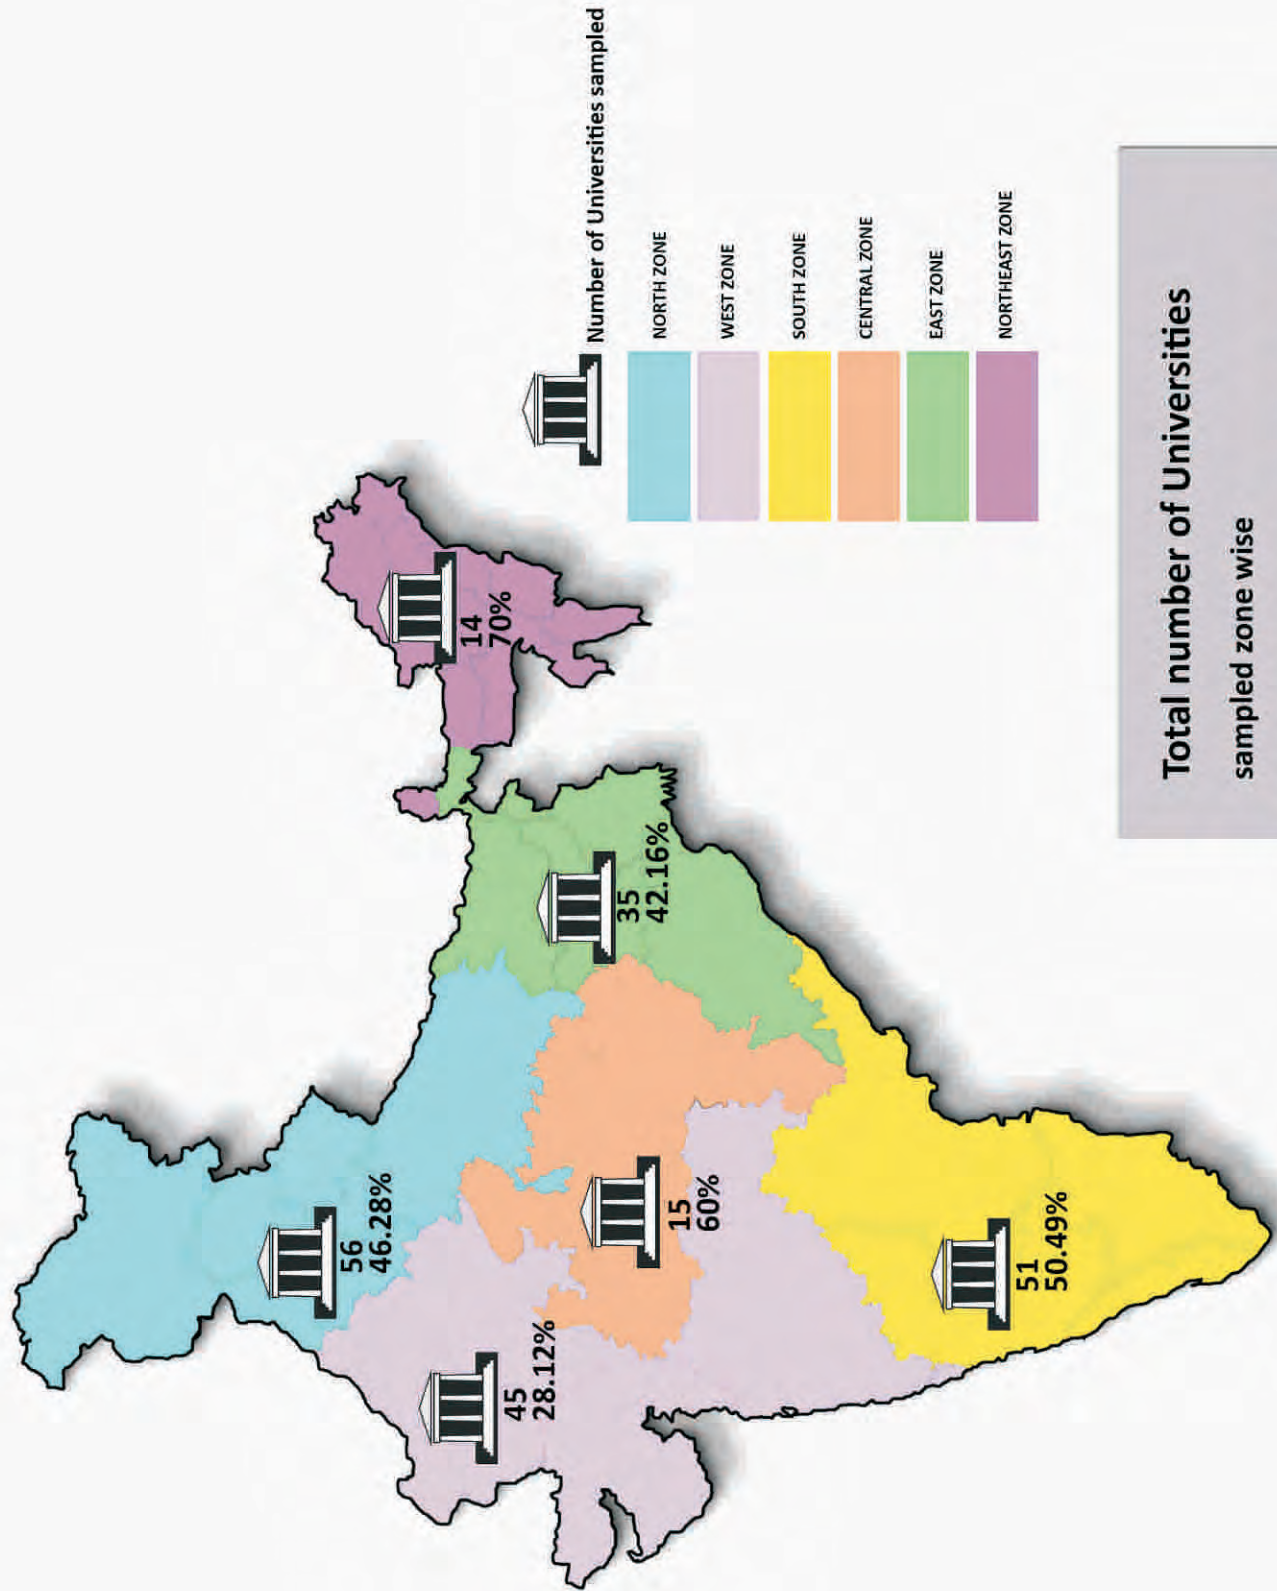 Number of Universities sampled
NORTH ZONE
WEST ZONE
SOUTH ZONE
CENTRAL ZONE
EAST ZONE
NORTHEAST ZONE
56
46.28%
45
28.12%
15
60%
35
42.16%
14
70%
51
50.49%
Total number of Universities
sampled zone wise